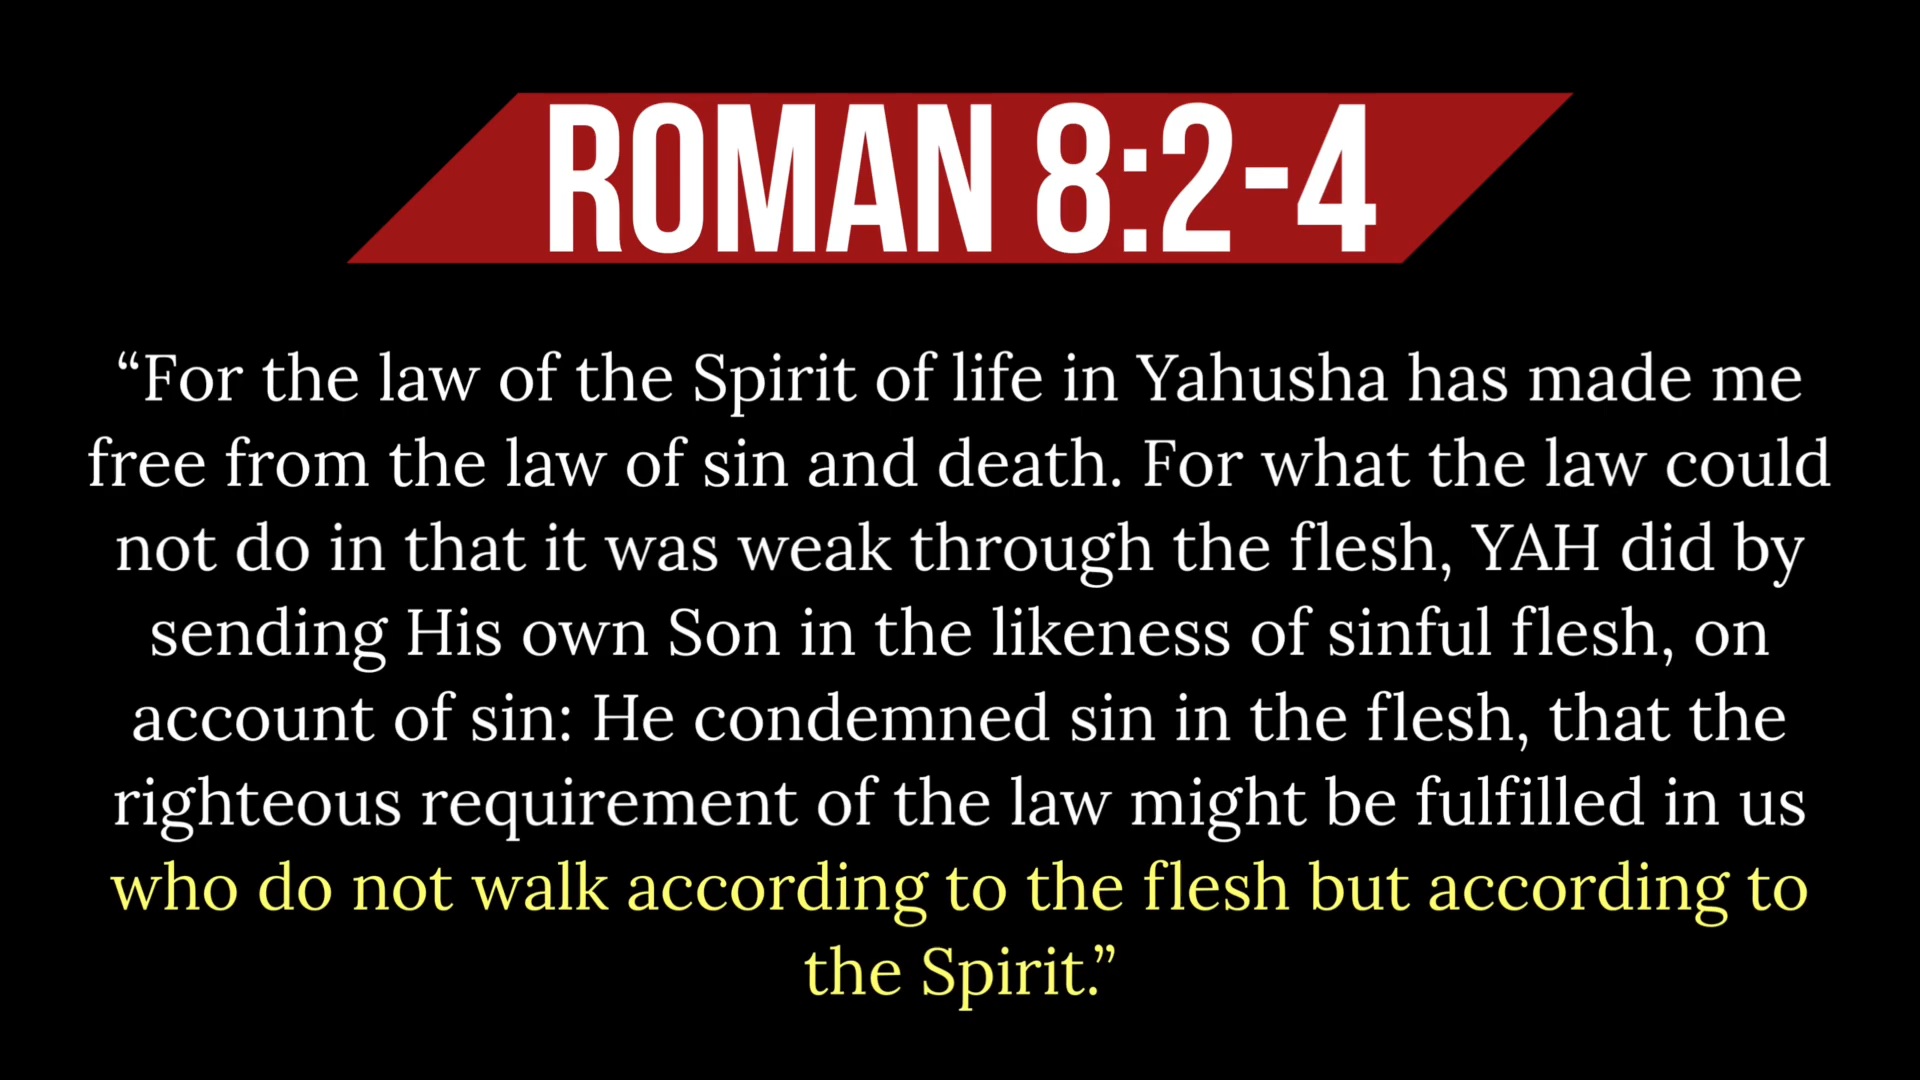 ROMAN 8:2-4
“For the law of the Spirit of life in Yahusha has made me
free from the law of sin and death. For what the law could
not do in that it was weak through the flesh, YAH did by
sending His own Son in the likeness of sinful flesh, on
account of sin: He condemned sin in the flesh, that the
righteous requirement of the law might be fulfilled in us
who do not walk according to the flesh but according to
the Spirit.”